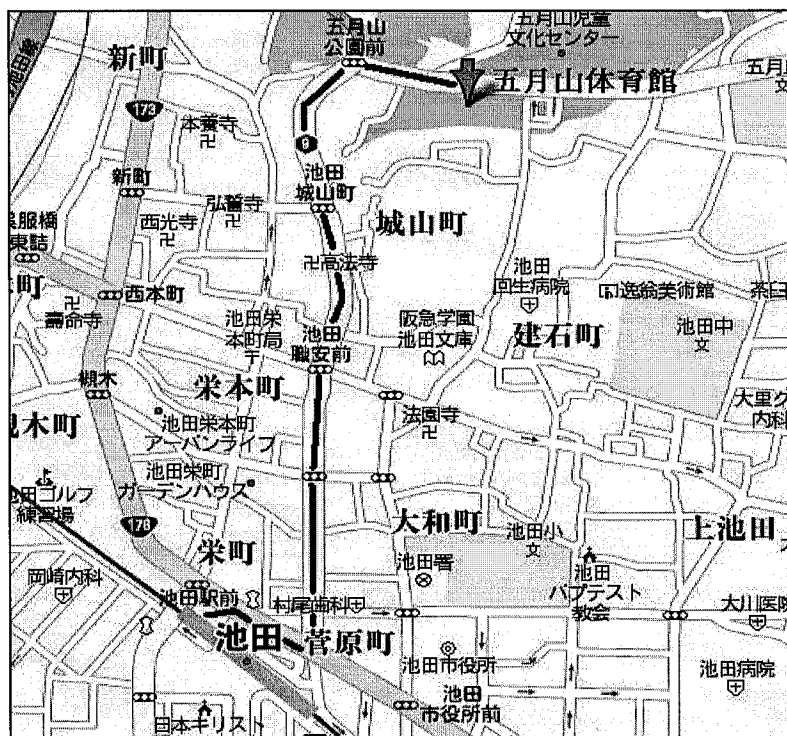 五月山
公園前
五月山児童
文化センター
五月山体育館
新町
173
本養寺
新町
9
池田
城山町
弘誓寺
西光寺
城山町
東詰
高法寺
西本町
寿命寺
池田栄
本町局
池田
職安前
阪急学園
池田文庫
池田
回生病院
逸翁美術館
建石町
池田中
文
槻木
栄本町
法園寺
池田栄本町
アーバンライフ
池田栄町
ガーデンハウス
池田ゴルフ
練習場
176
大和町
池田小
文
上池田
栄町
池田署
池田
バプテスト
教会
岡崎内科
池田駅前
村尾歯科
大川医院
池田
菅原町
池田市役所
池田
市役所前
池田病院
日本キリスト